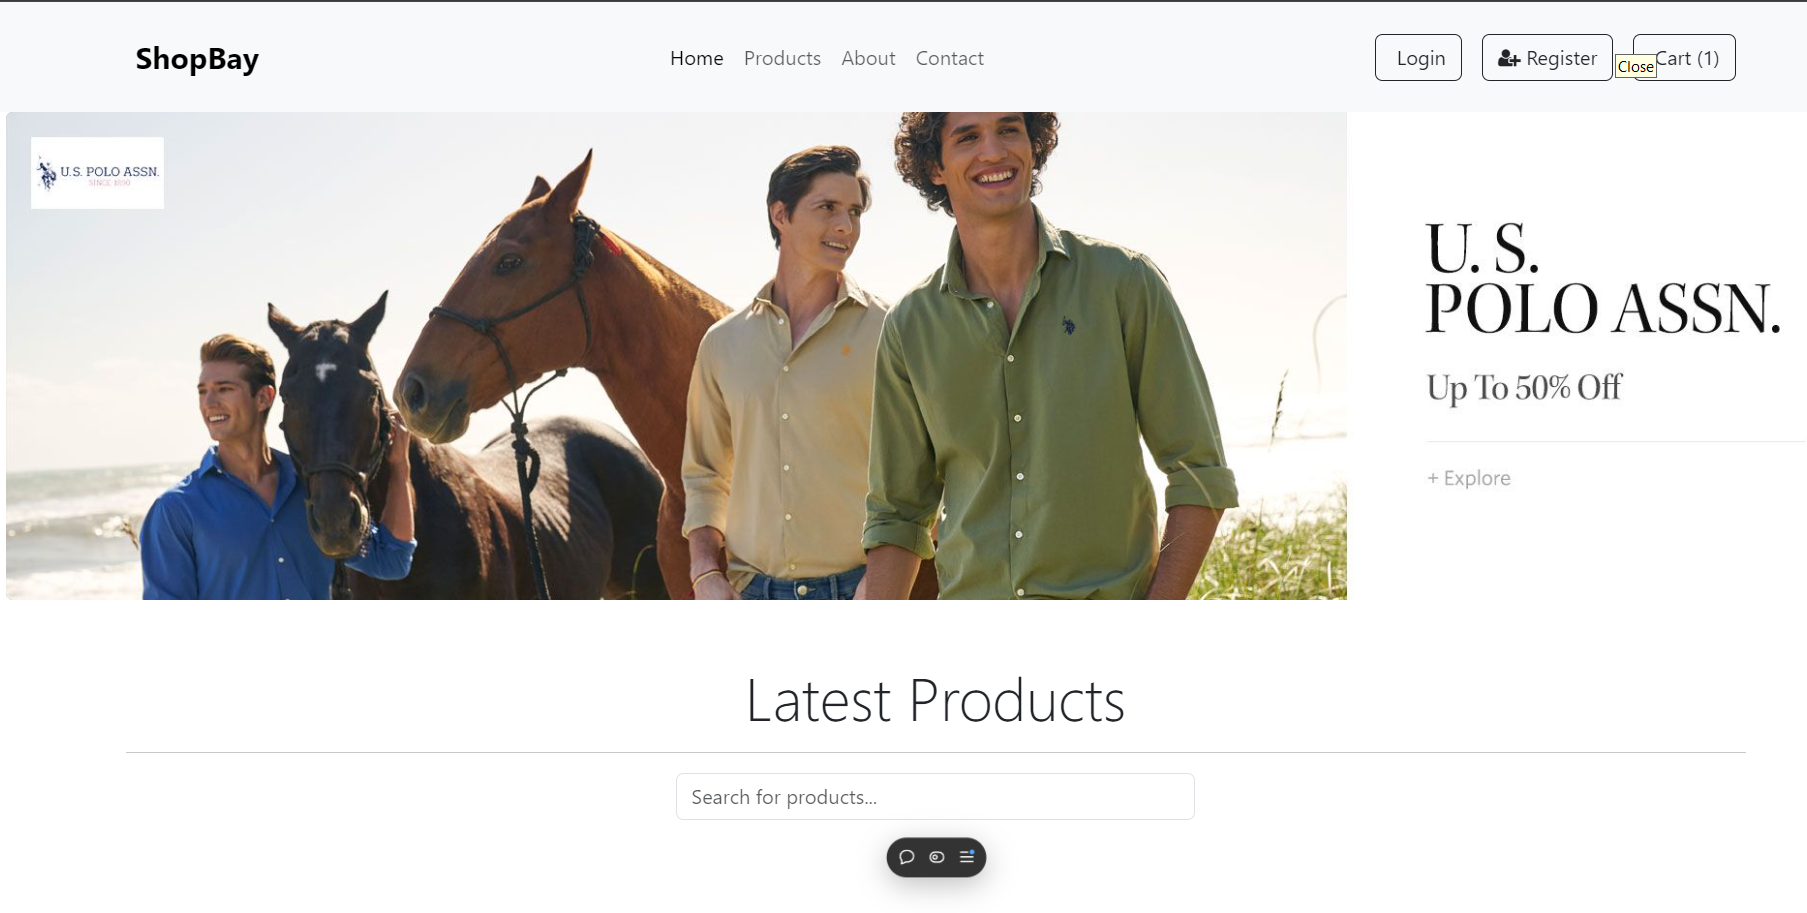 ShopBay
Home Products About Contact
Login
Register
Close
Cart (1)
U.S. POLO ASSN.
SINCE 1890
U. S.
POLO ASSN.
Up To 50% Off
+ Explore
Latest Products
Search for products...